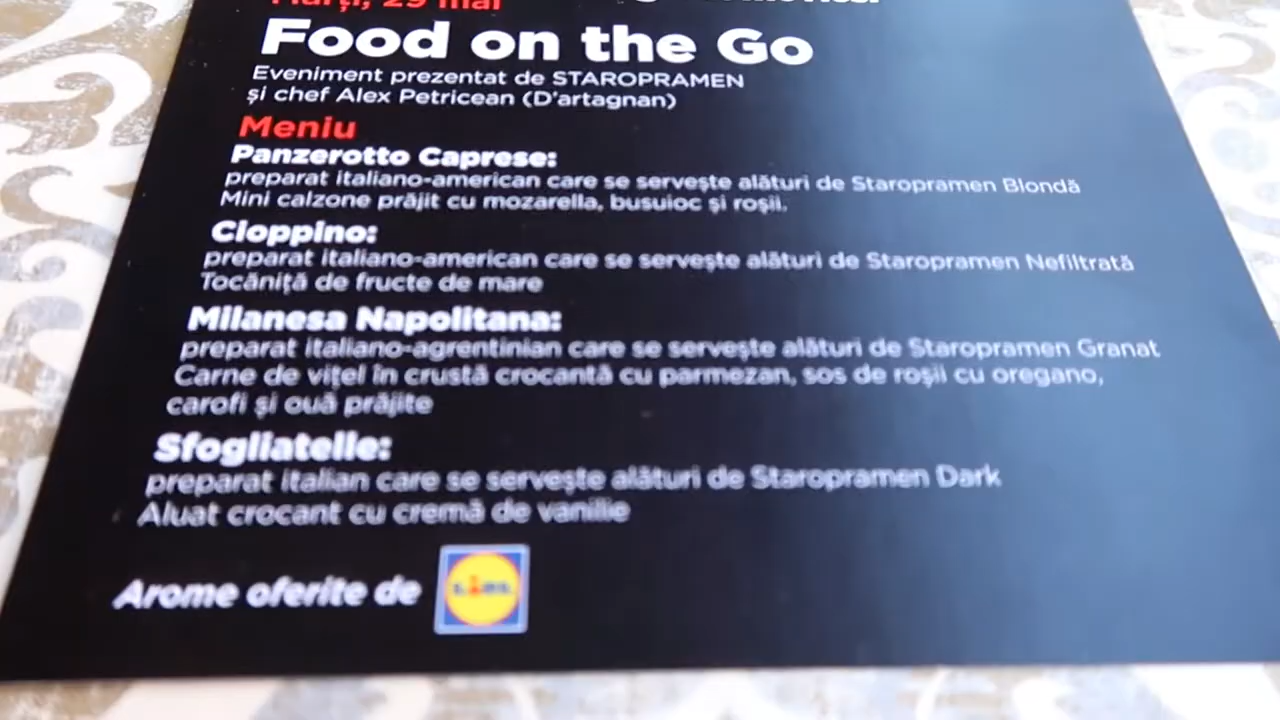 Marți, 29 mai
Food on the Go
Eveniment prezentat de STAROPRAMEN
și chef Alex Petricean (D'artagnan)
Meniu
Panzerotto Caprese:
preparat italiano-american care se servește alături de Staropramen Blondă
Mini calzone prăjit cu mozarella, busuioc și roșii.
Cioppino:
preparat italiano-american care se servește alături de Staropramen Nefiltrată
Tocăniță de fructe de mare
Milanesa Napolitana:
preparat italiano-agrentinian care se servește alături de Staropramen Granat
Carne de vițel în crustă crocantă cu parmezan, sos de roșii cu oregano,
carofi și ouă prăjite
Sfogliatelle:
preparat italian care se servește alături de Staropramen Dark
Aluat crocant cu cremă de vanilie
Arome oferite de